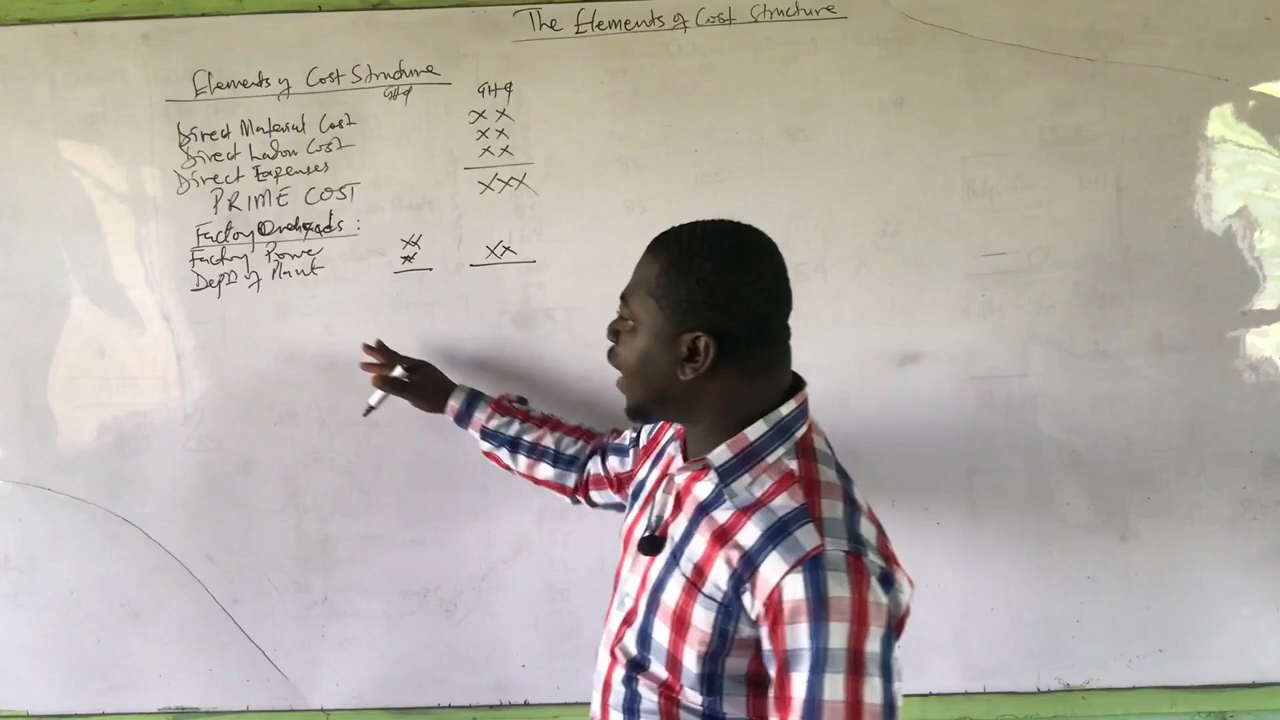 The Elements of Cost Structure
Elements of Cost Structure
GH¢ GH¢
Direct Material Cost XX
Direct Labour Cost XX
Direct Expenses XX
PRIME COST XXX
Factory Overheads:
Factory Power XX
Depn of Plant X XX